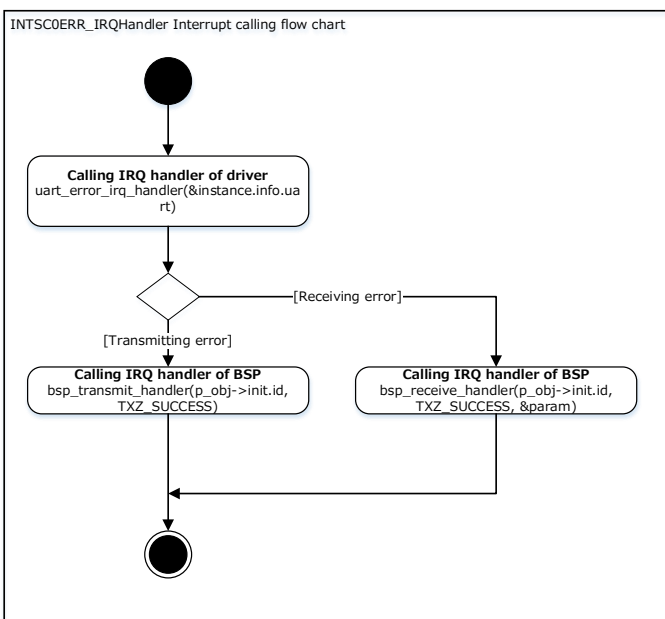 INTSC0ERR_IRQHandler Interrupt calling flow chart
Calling IRQ handler of driver
uart_error_irq_handler(&instance.info.ua
rt)
[Receiving error]
[Transmitting error]
Calling IRQ handler of BSP
bsp_transmit_handler(p_obj->init.id,
TXZ_SUCCESS)
Calling IRQ handler of BSP
bsp_receive_handler(p_obj->init.id,
TXZ_SUCCESS, &param)